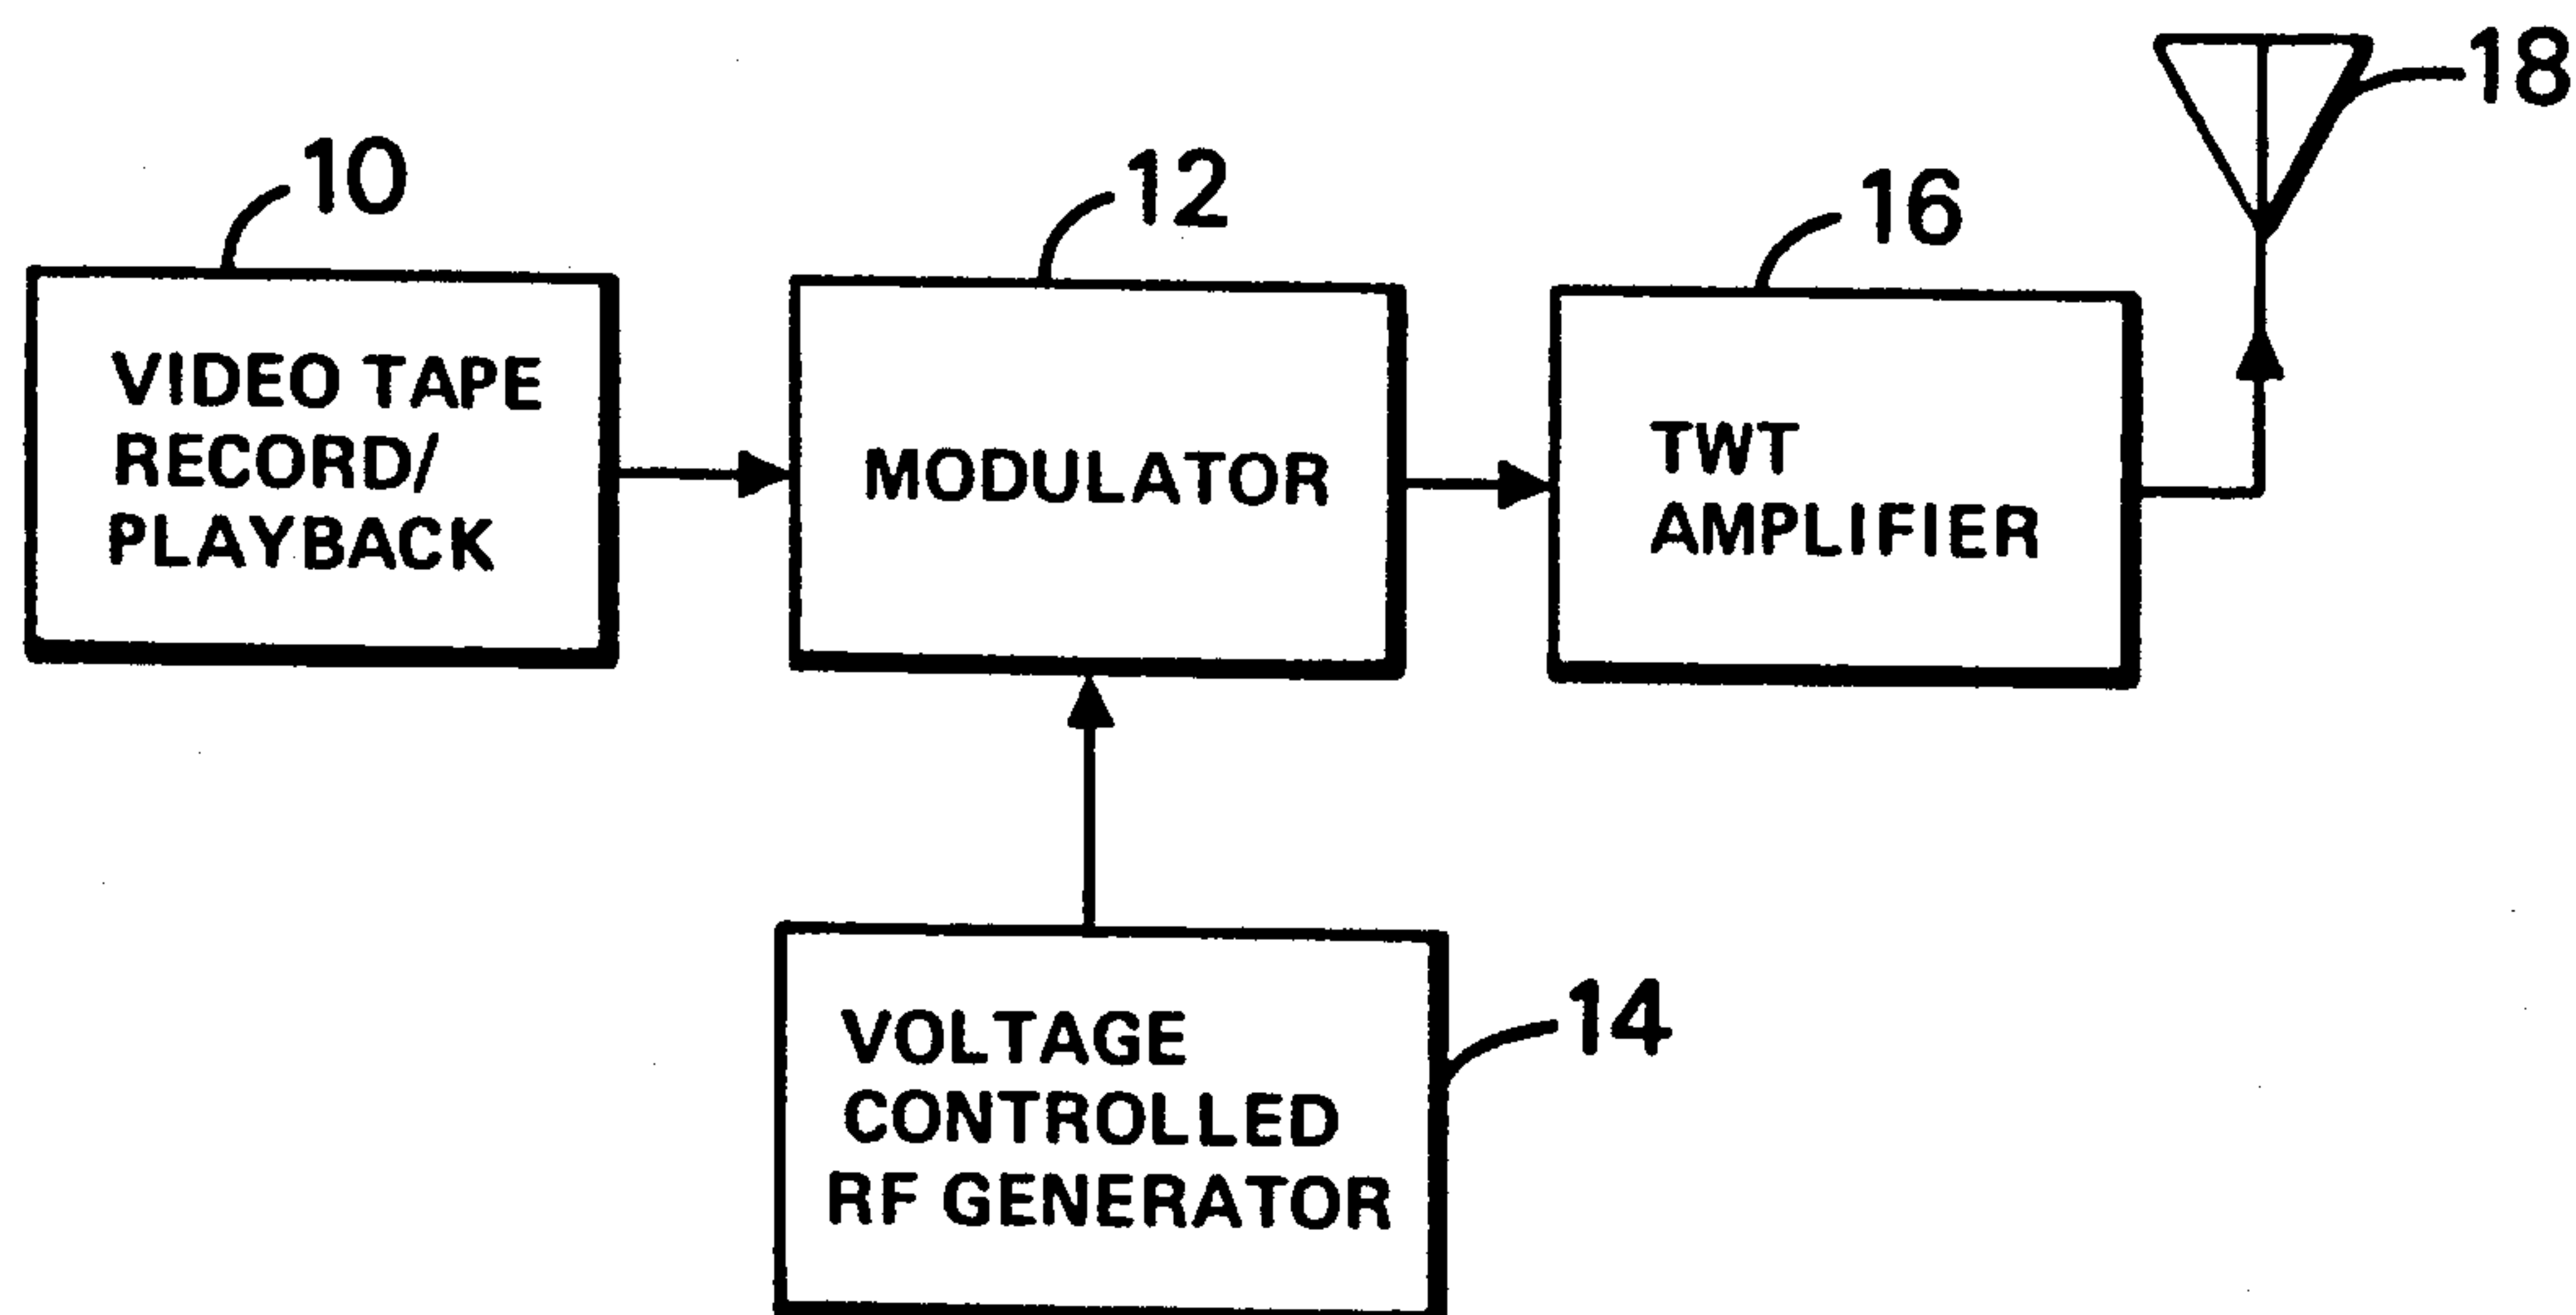 18
10
12
16
VIDEO TAPE
RECORD/
PLAYBACK
MODULATOR
TWT
AMPLIFIER
14
VOLTAGE
CONTROLLED
RF GENERATOR